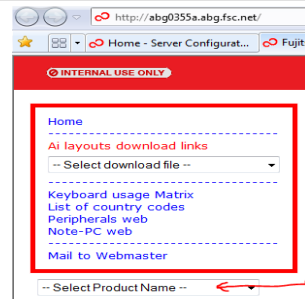 http://abg0355a.abg.fsc.net/
Home - Server Configurat...
Fujit
INTERNAL USE ONLY
Home
Ai layouts download links
-- Select download file --
Keyboard usage Matrix
List of country codes
Peripherals web
Note-PC web
Mail to Webmaster
-- Select Product Name --